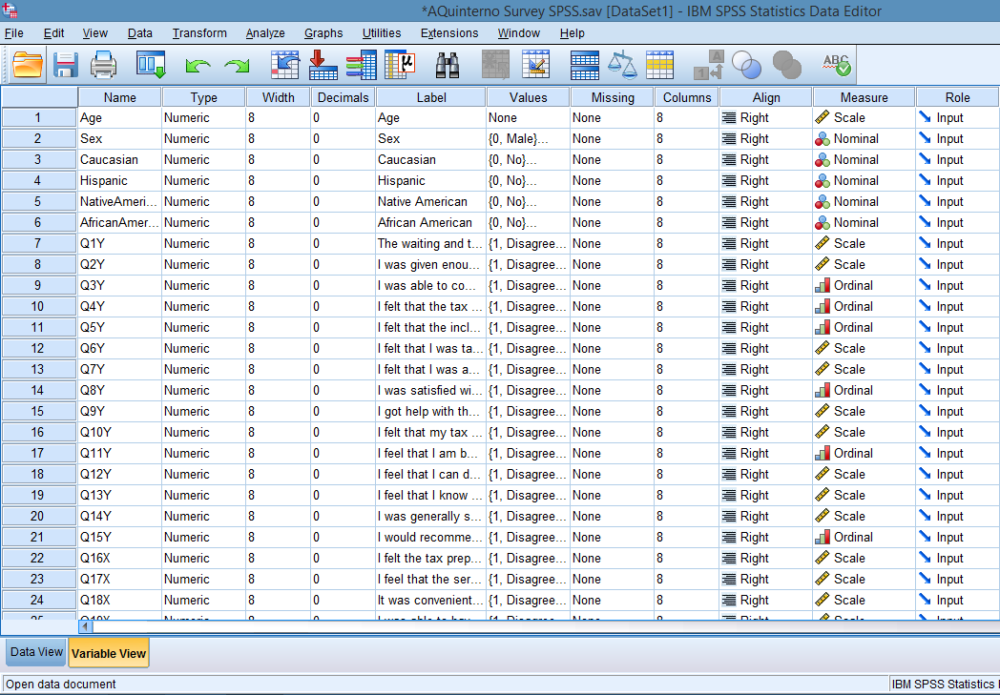 *AQuinterno Survey SPSS.sav [DataSet1] - IBM SPSS Statistics Data Editor
File Edit View Data Transform Analyze Graphs Utilities Extensions Window Help
Name Type Width Decimals Label Values Missing Columns Align Measure Role
1 Age Numeric 8 0 Age None None 8 Right Scale Input
2 Sex Numeric 8 0 Sex {0, Male}... None 8 Right Nominal Input
3 Caucasian Numeric 8 0 Caucasian {0, No}... None 8 Right Nominal Input
4 Hispanic Numeric 8 0 Hispanic {0, No}... None 8 Right Nominal Input
5 NativeAmeri... Numeric 8 0 Native American {0, No}... None 8 Right Nominal Input
6 AfricanAmer... Numeric 8 0 African American {0, No}... None 8 Right Nominal Input
7 Q1Y Numeric 8 0 The waiting and t... {1, Disagree... None 8 Right Scale Input
8 Q2Y Numeric 8 0 I was given enou... {1, Disagree... None 8 Right Scale Input
9 Q3Y Numeric 8 0 I was able to co... {1, Disagree... None 8 Right Ordinal Input
10 Q4Y Numeric 8 0 I felt that the tax ... {1, Disagree... None 8 Right Ordinal Input
11 Q5Y Numeric 8 0 I felt that the incl... {1, Disagree... None 8 Right Ordinal Input
12 Q6Y Numeric 8 0 I felt that I was ta... {1, Disagree... None 8 Right Scale Input
13 Q7Y Numeric 8 0 I felt that I was a... {1, Disagree... None 8 Right Scale Input
14 Q8Y Numeric 8 0 I was satisfied wi... {1, Disagree... None 8 Right Ordinal Input
15 Q9Y Numeric 8 0 I got help with th... {1, Disagree... None 8 Right Scale Input
16 Q10Y Numeric 8 0 I felt that my tax ... {1, Disagree... None 8 Right Scale Input
17 Q11Y Numeric 8 0 I feel that I am b... {1, Disagree... None 8 Right Ordinal Input
18 Q12Y Numeric 8 0 I feel that I can d... {1, Disagree... None 8 Right Scale Input
19 Q13Y Numeric 8 0 I feel that I know ... {1, Disagree... None 8 Right Scale Input
20 Q14Y Numeric 8 0 I was generally s... {1, Disagree... None 8 Right Scale Input
21 Q15Y Numeric 8 0 I would recomme... {1, Disagree... None 8 Right Ordinal Input
22 Q16X Numeric 8 0 I felt the tax prep... {1, Disagree... None 8 Right Scale Input
23 Q17X Numeric 8 0 I feel that the ser... {1, Disagree... None 8 Right Scale Input
24 Q18X Numeric 8 0 It was convenient... {1, Disagree... None 8 Right Scale Input
Data View Variable View
Open data document IBM SPSS Statistics